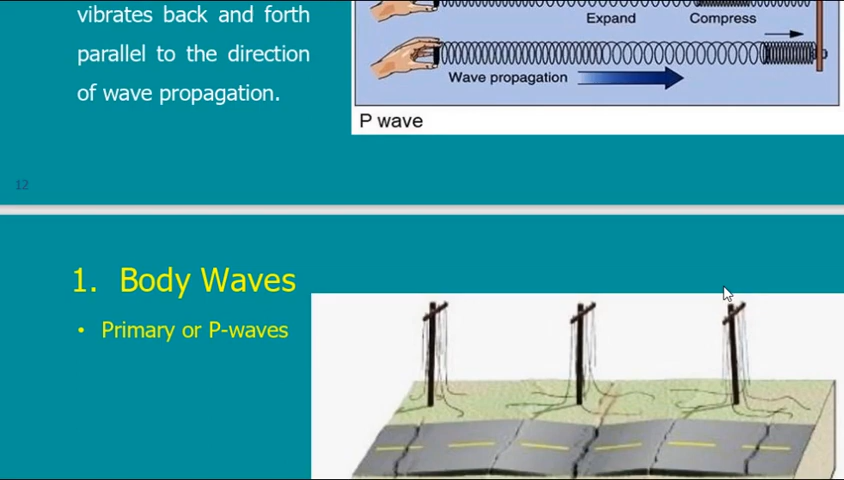 vibrates back and forth
parallel to the direction
of wave propagation.
Expand Compress
Wave propagation
P wave
12
1. Body Waves
• Primary or P-waves